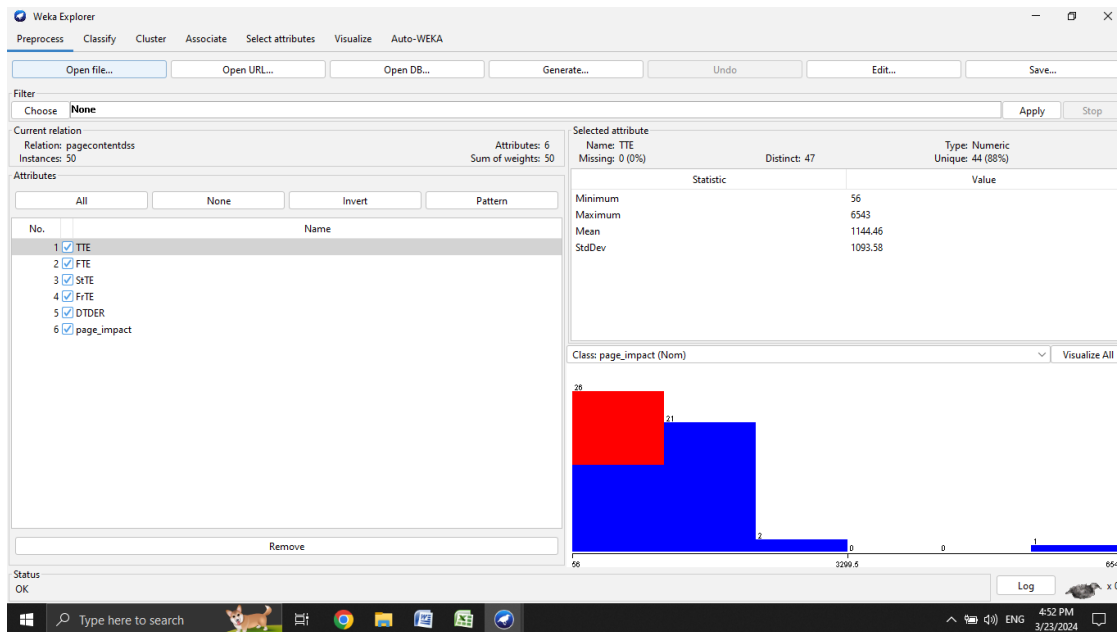 Weka Explorer
Preprocess Classify Cluster Associate Select attributes Visualize Auto-WEKA
Open file... Open URL... Open DB... Generate... Undo Edit... Save...
Filter
Choose None Apply Stop
Current relation
Relation: pagecontentdss Attributes: 6
Instances: 50 Sum of weights: 50
Selected attribute
Name: TTE Type: Numeric
Missing: 0 (0%) Distinct: 47 Unique: 44 (88%)
Attributes
All None Invert Pattern
No. Name
1 TTE
2 FTE
3 StTE
4 FrTE
5 DTDER
6 page_impact
Remove
Statistic Value
Minimum 56
Maximum 6543
Mean 1144.46
StdDev 1093.58
Class: page_impact (Nom) Visualize All
26
21
2
0
0
1
56 3299.5 654
Status
OK
Log x 0
Type here to search
ENG
4:52 PM
3/23/2024